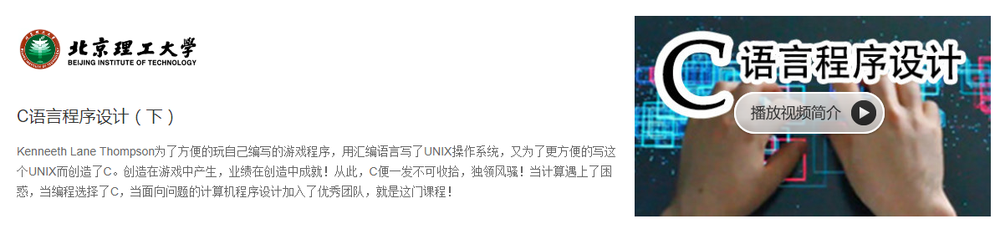 北京理工大学
BEIJING INSTITUTE OF TECHNOLOGY
C语言程序设计（下）
Kenneeth Lane Thompson为了方便的玩自己编写的游戏程序，用汇编语言写了UNIX操作系统，又为了更方便的写这
个UNIX而创造了C。创造在游戏中产生，业绩在创造中成就！从此，C便一发不可收拾，独领风骚！当计算遇上了困
惑，当编程选择了C，当面向问题的计算机程序设计加入了优秀团队，就是这门课程！
C语言程序设计
播放视频简介